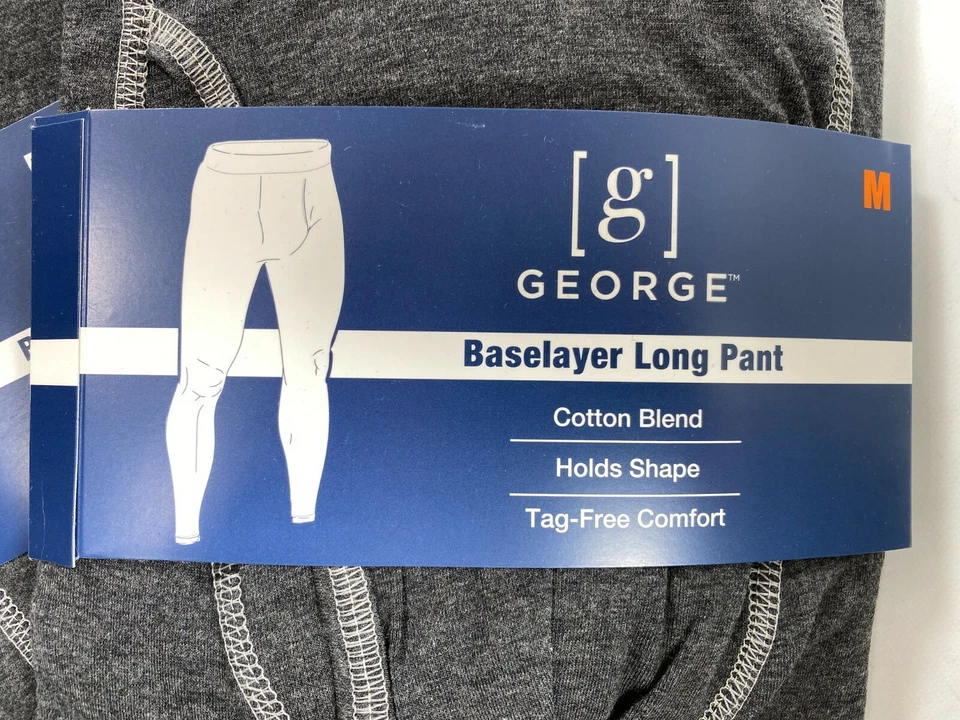 [g]
M
GEORGE™
Baselayer Long Pant
Cotton Blend
Holds Shape
Tag-Free Comfort